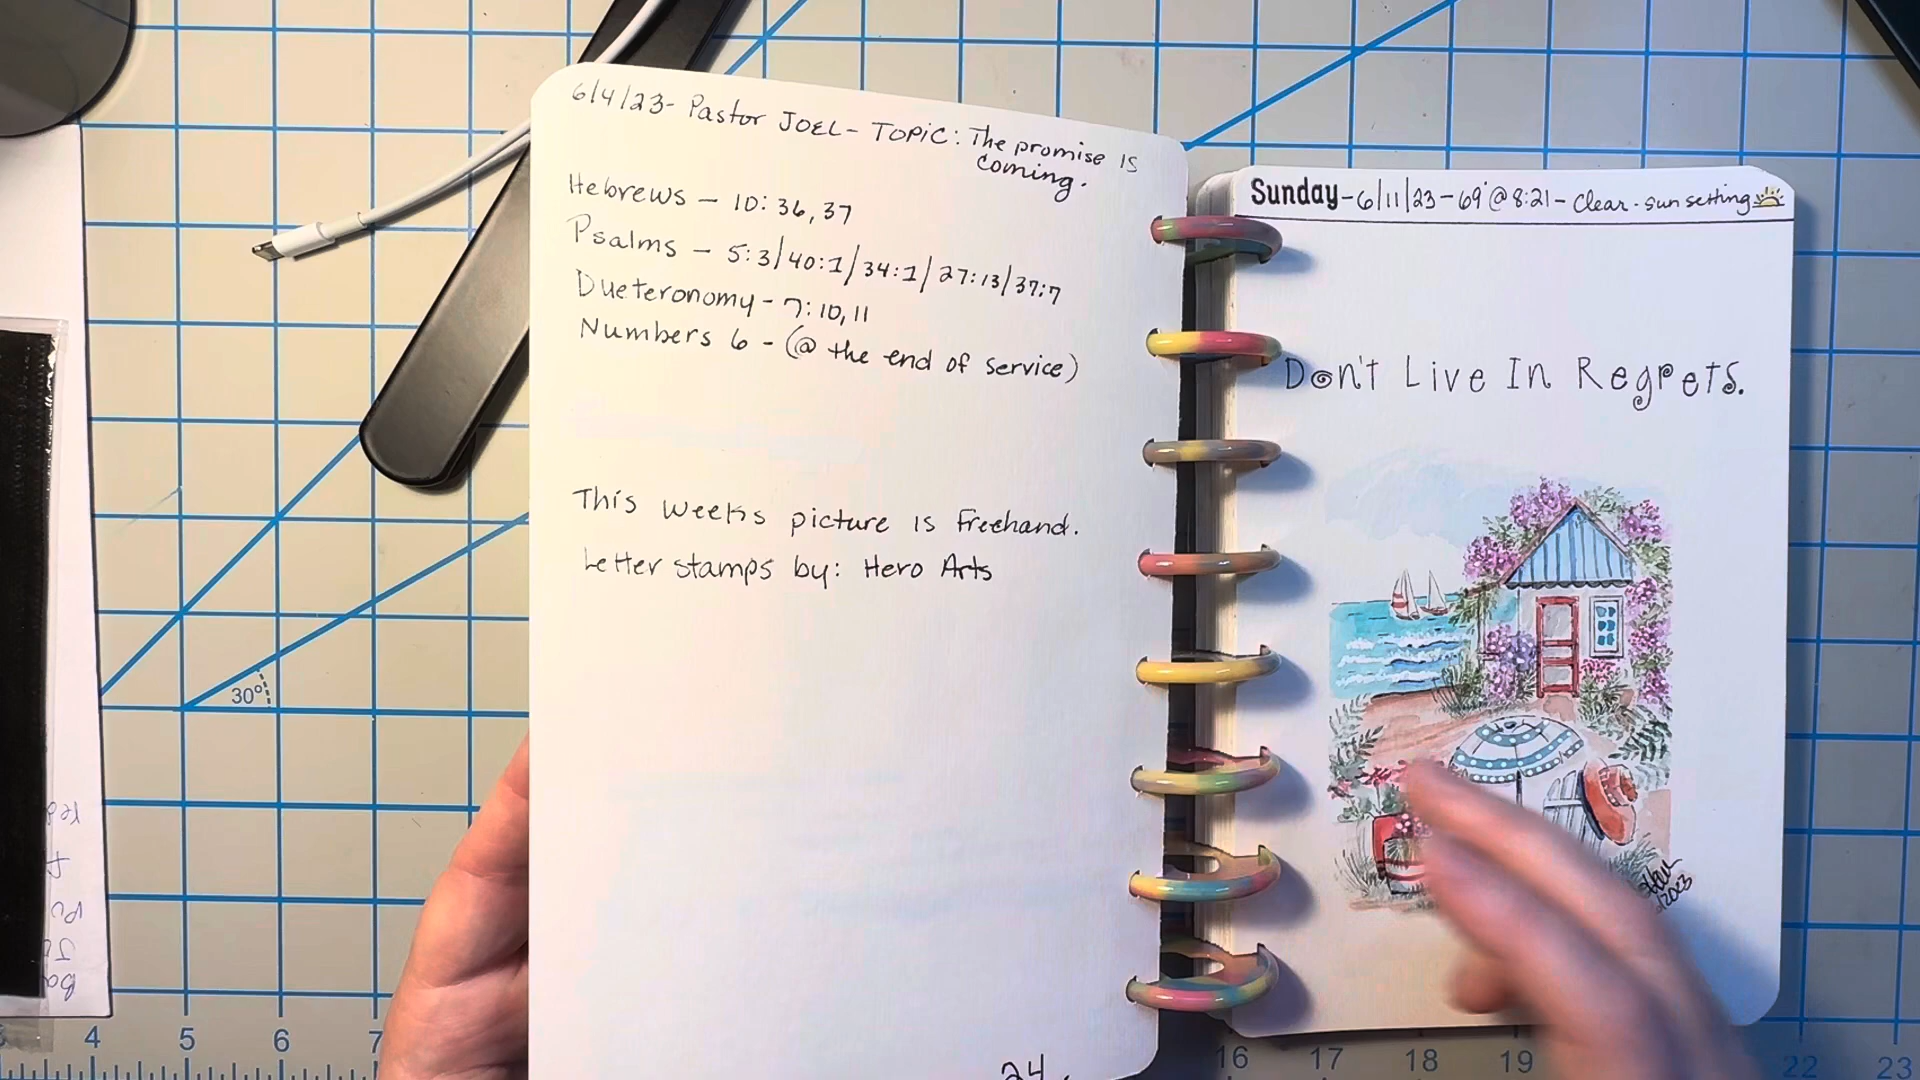 6/4/23- Pastor JOEL- TOPIC: The promise is
coming.
Hebrews - 10:36, 37
Psalms - 5:3/40:1/34:1/27:13/37:7
Dueteronomy - 7:10,11
Numbers 6 - (@ the end of service)
This weeks picture is Freehand.
Letter stamps by: Hero Arts
24
Sunday-6/11/23-69°@8:21-Clear-sun setting
Don't Live In Regrets.
30°
4 5 6 7 16 17 18 19 22 23